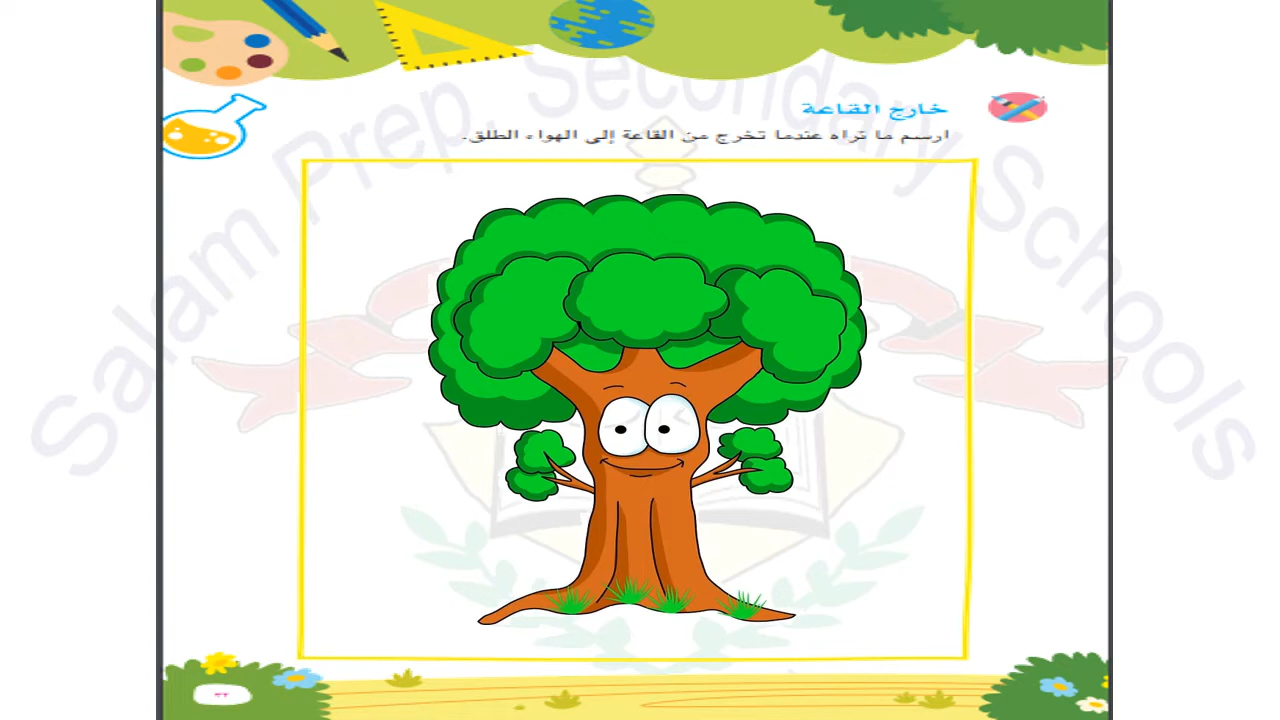 خارج القاعة
ارسم ما تراه عندما تخرج من القاعة إلى الهواء الطلق.
Salam Prep, Secondary Schools